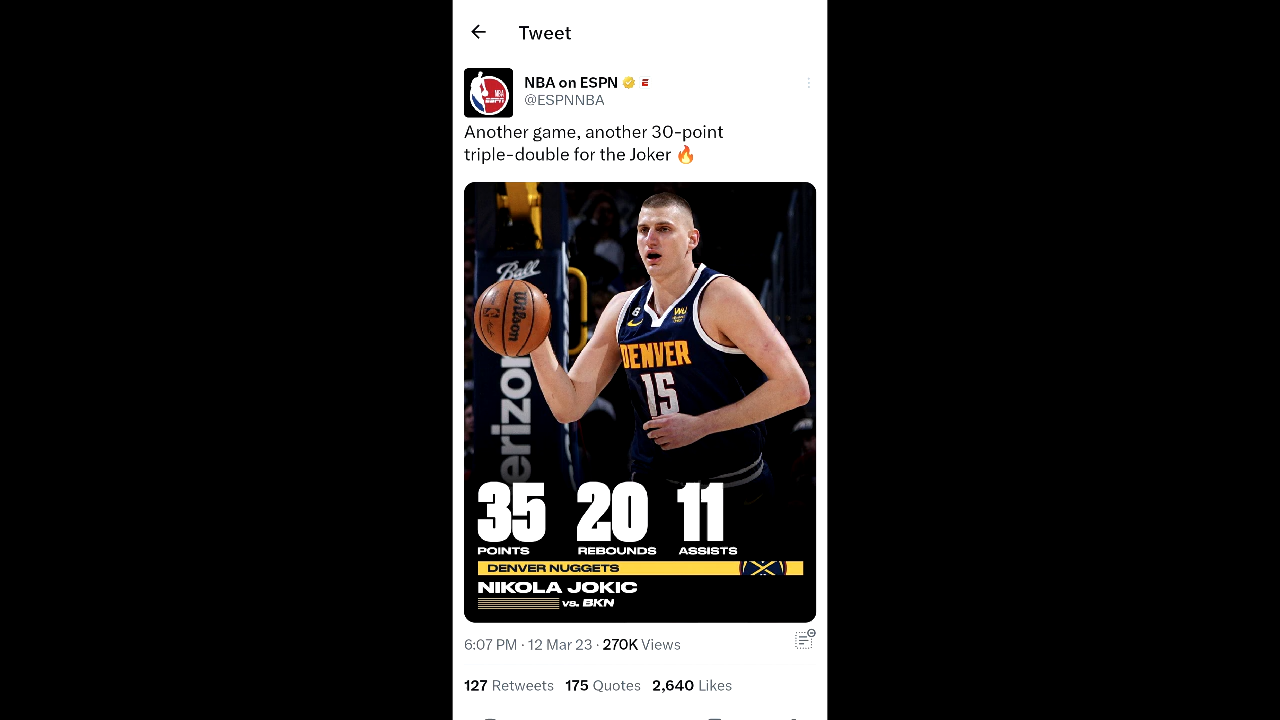 Tweet
NBA on ESPN
@ESPNNBA
Another game, another 30-point
triple-double for the Joker 🔥
Ball
Wilson
6
DENVER
15
erizon
35 20 11
POINTS REBOUNDS ASSISTS
DENVER NUGGETS
NIKOLA JOKIC
vs. BKN
6:07 PM · 12 Mar 23 · 270K Views
127 Retweets 175 Quotes 2,640 Likes